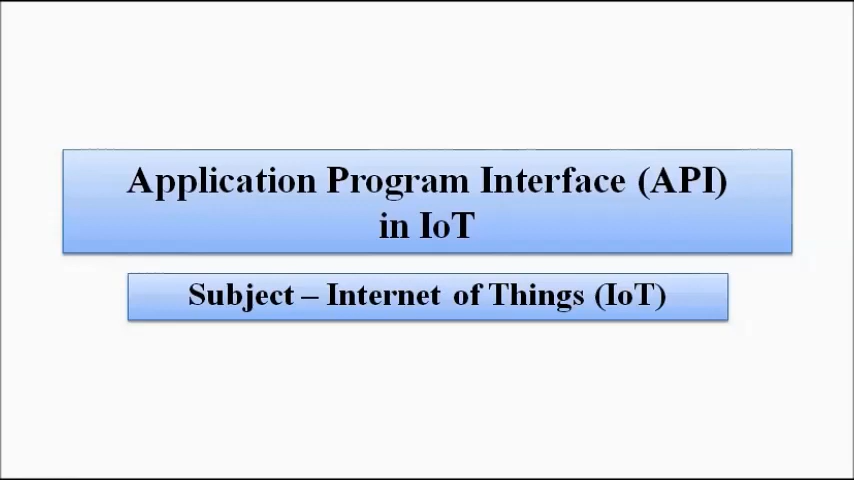 Application Program Interface (API)
in IoT
Subject – Internet of Things (IoT)